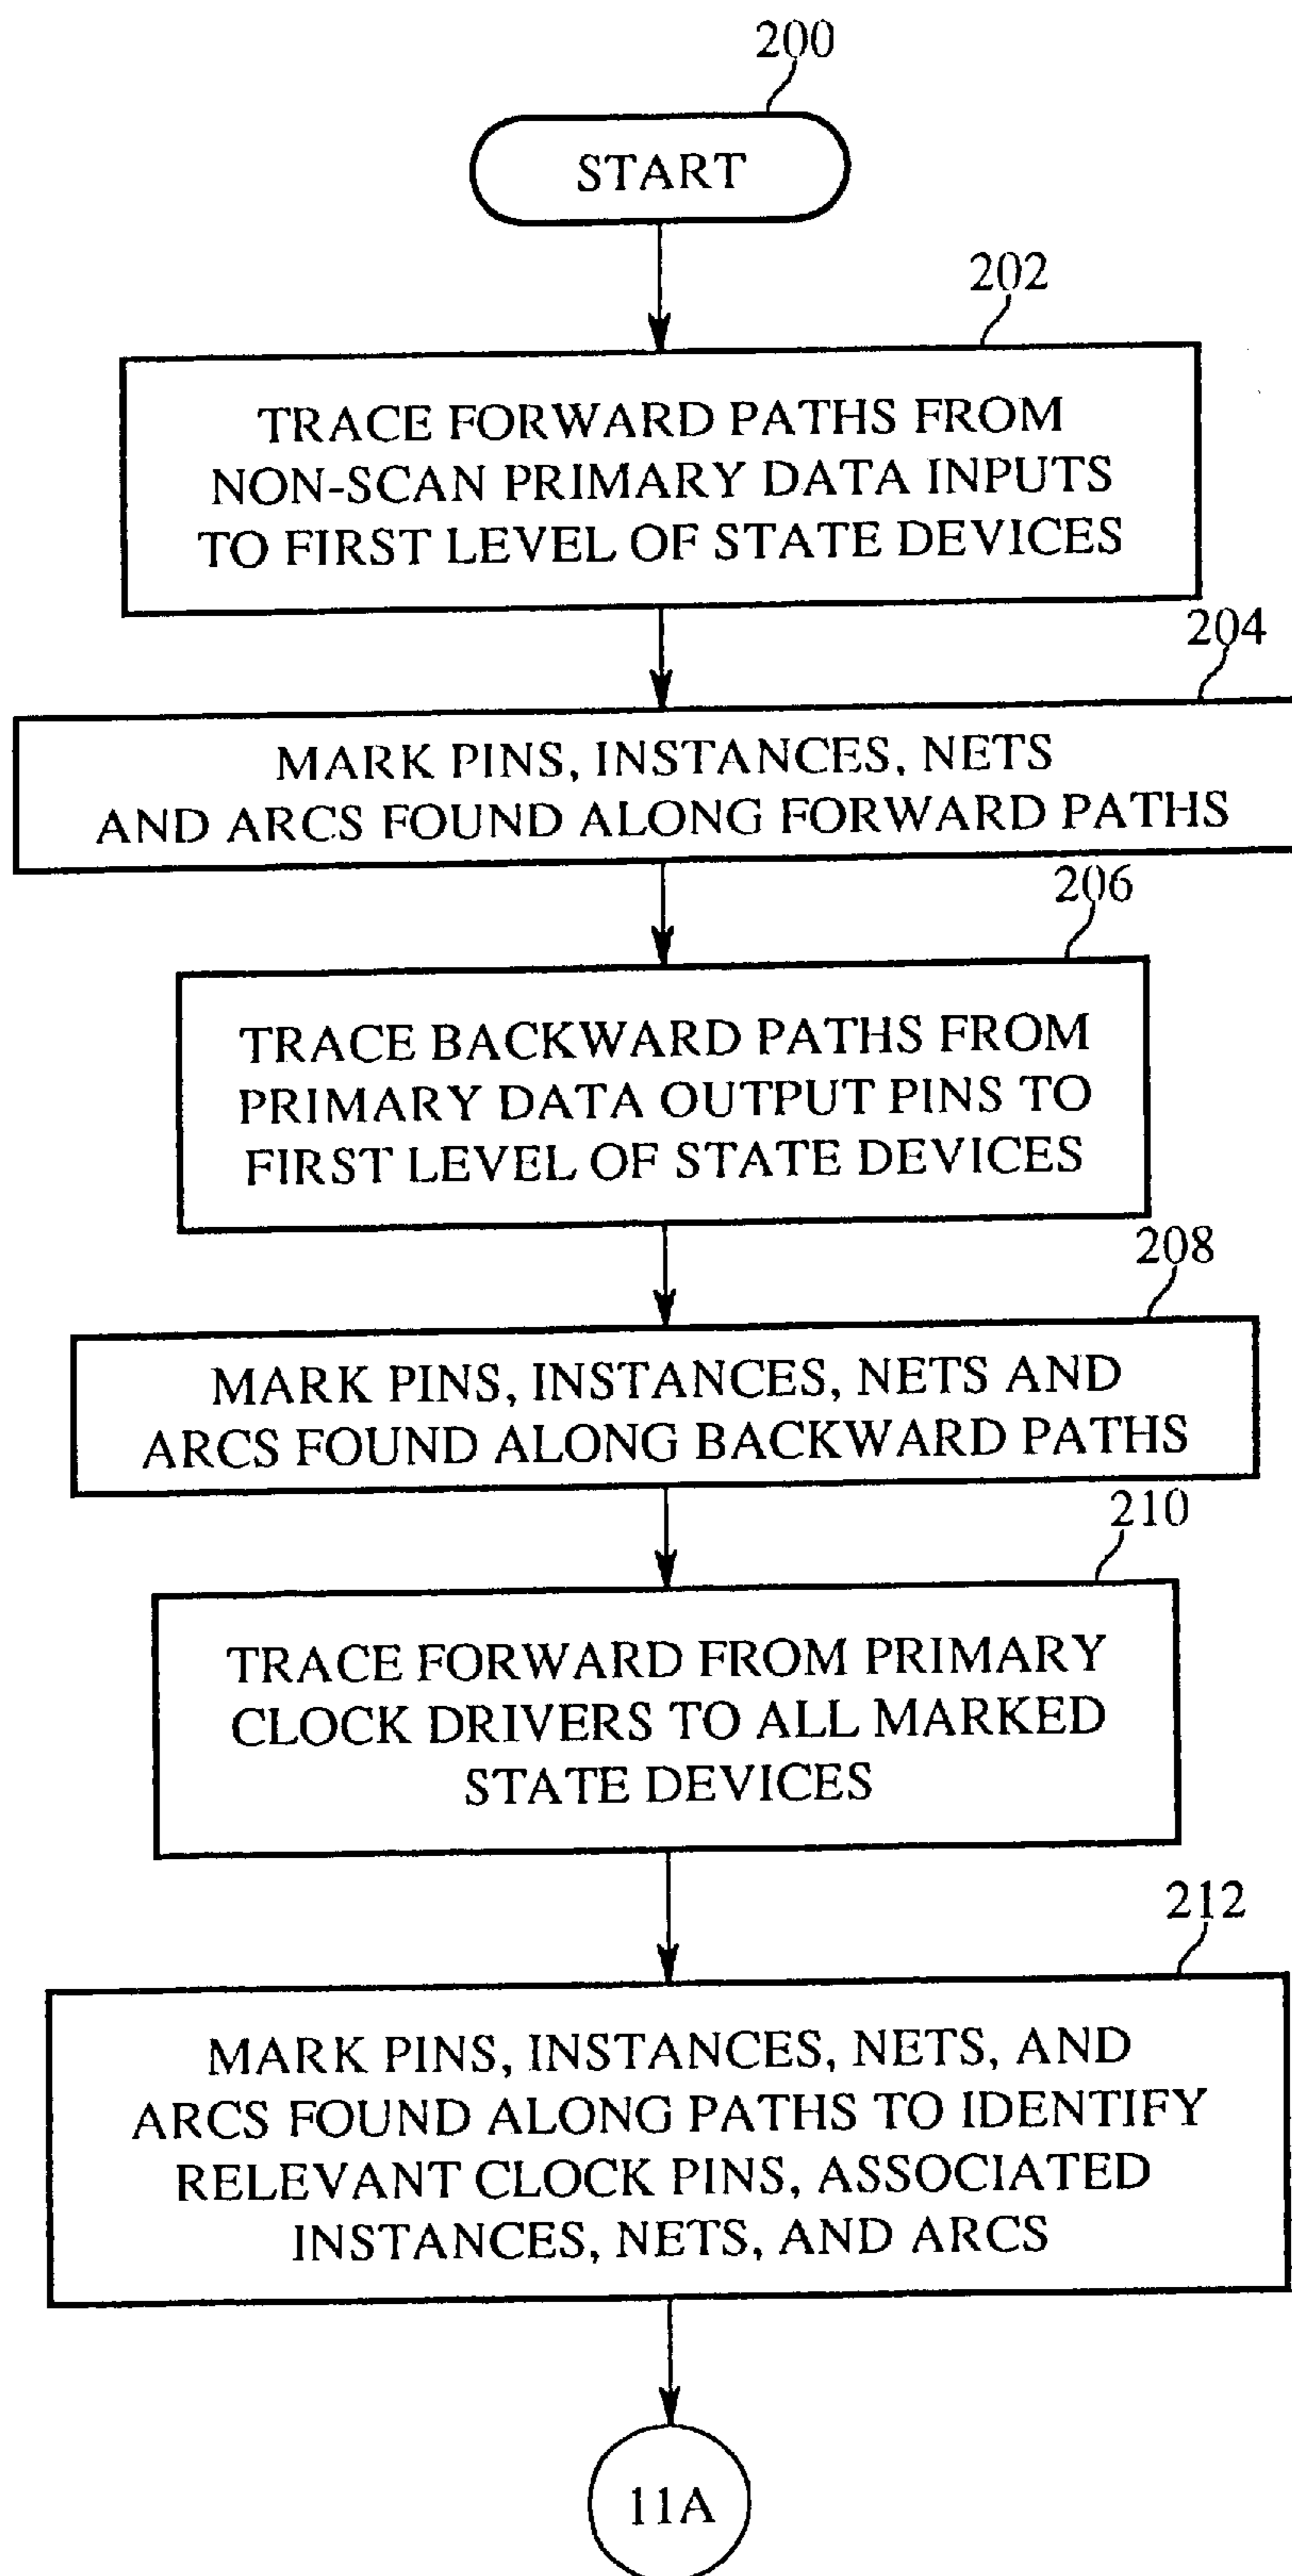 200
START
202
TRACE FORWARD PATHS FROM
NON-SCAN PRIMARY DATA INPUTS
TO FIRST LEVEL OF STATE DEVICES
204
MARK PINS, INSTANCES, NETS
AND ARCS FOUND ALONG FORWARD PATHS
206
TRACE BACKWARD PATHS FROM
PRIMARY DATA OUTPUT PINS TO
FIRST LEVEL OF STATE DEVICES
208
MARK PINS, INSTANCES, NETS AND
ARCS FOUND ALONG BACKWARD PATHS
210
TRACE FORWARD FROM PRIMARY
CLOCK DRIVERS TO ALL MARKED
STATE DEVICES
212
MARK PINS, INSTANCES, NETS, AND
ARCS FOUND ALONG PATHS TO IDENTIFY
RELEVANT CLOCK PINS, ASSOCIATED
INSTANCES, NETS, AND ARCS
11A